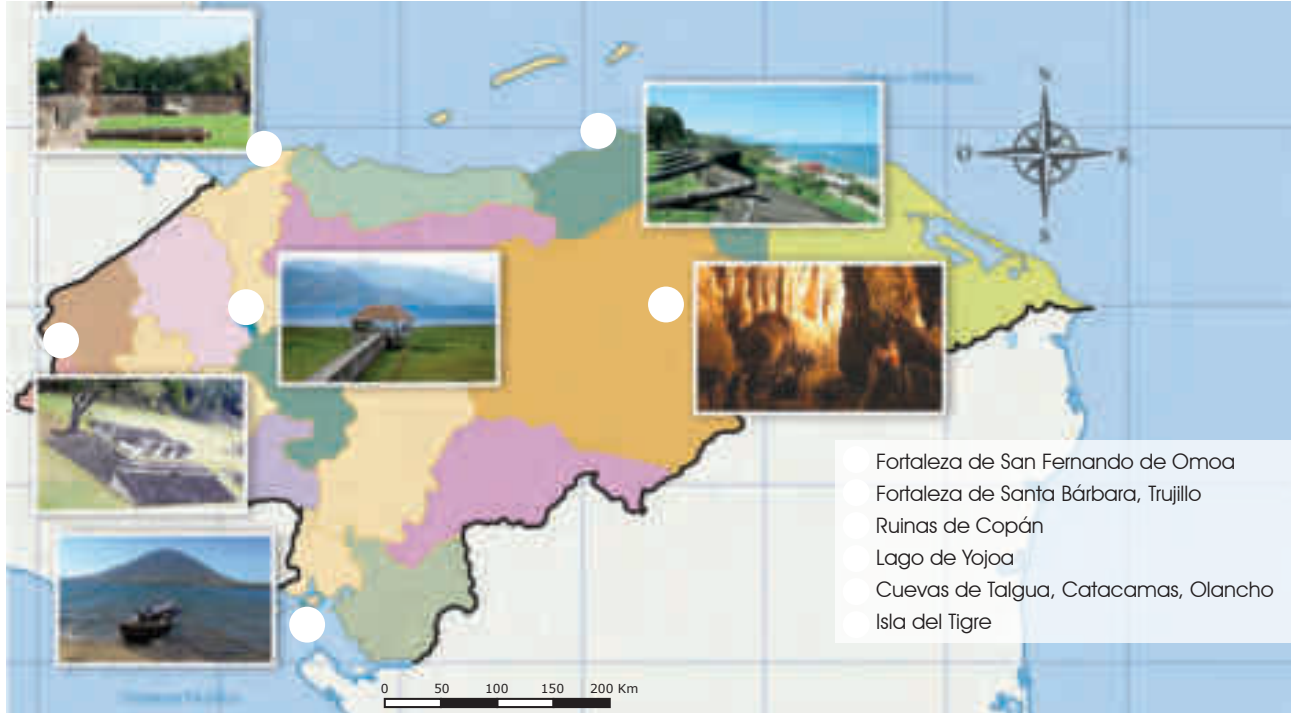 N
O
E
S
Fortaleza de San Fernando de Omoa
Fortaleza de Santa Bárbara, Trujillo
Ruinas de Copán
Lago de Yojoa
Cuevas de Talgua, Catacamas, Olancho
Isla del Tigre
0 50 100 150 200 Km